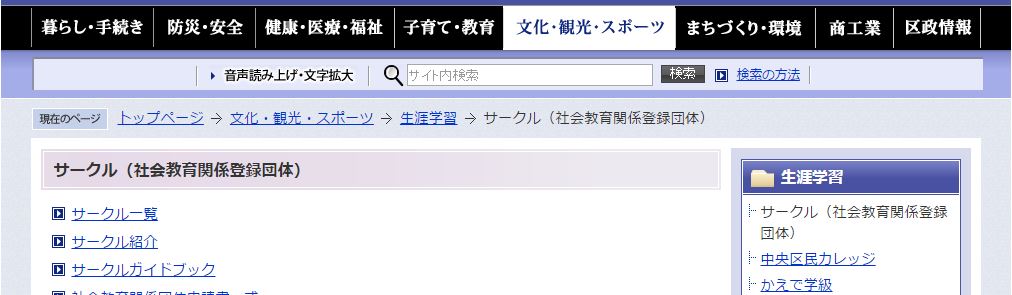 暮らし・手続き 防災・安全 健康・医療・福祉 子育て・教育 文化・観光・スポーツ まちづくり・環境 商工業 区政情報
音声読み上げ・文字拡大 サイト内検索 検索 検索の方法
現在のページ トップページ → 文化・観光・スポーツ → 生涯学習 → サークル（社会教育関係登録団体）
サークル（社会教育関係登録団体）
サークル一覧
サークル紹介
サークルガイドブック
生涯学習
サークル（社会教育関係登録
団体）
中央区民カレッジ
かえで学級